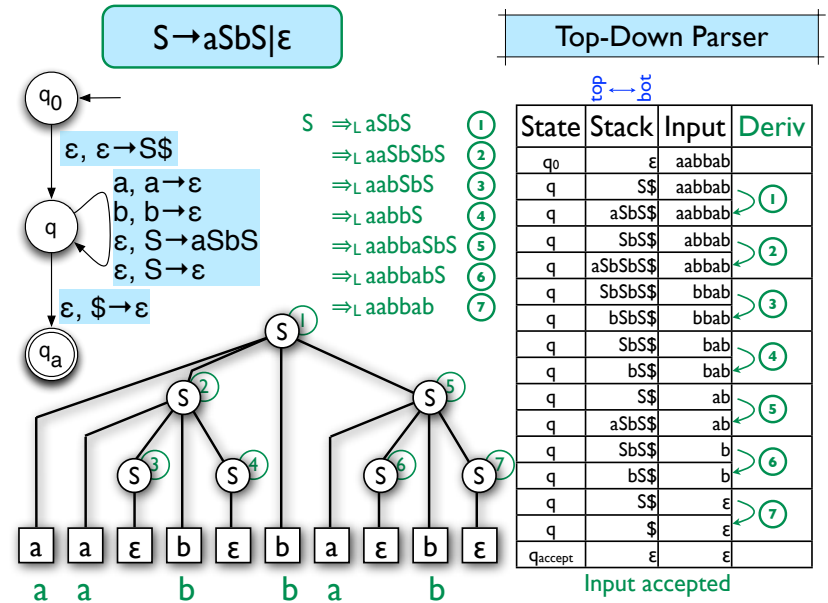 S→aSbS|ε
Top-Down Parser
q0
ε, ε→S$
a, a→ε
b, b→ε
ε, S→aSbS
ε, S→ε
q
ε, $→ε
qa
S ⇒L aSbS 1
⇒L aaSbSbS 2
⇒L aabSbS 3
⇒L aabbS 4
⇒L aabbaSbS 5
⇒L aabbabS 6
⇒L aabbab 7
top ↔ bot
State Stack Input Deriv
q0 ε aabbab
q S$ aabbab
1
q aSbS$ aabbab
q SbS$ abbab
2
q aSbSbS$ abbab
q SbSbS$ bbab
3
q bSbS$ bbab
q SbS$ bab
4
q bS$ bab
q S$ ab
5
q aSbS$ ab
q SbS$ b
6
q bS$ b
q S$ ε
7
q $ ε
qaccept ε ε
Input accepted
S 1
S 2
S 5
S 3
S 4
S 6
S 7
a a ε b ε b a ε b ε
a a b b a b